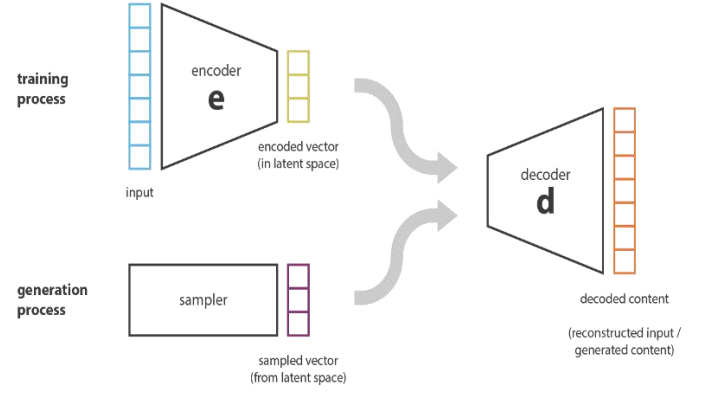 training
process
encoder
e
encoded vector
(in latent space)
input
decoder
d
generation
process
sampler
sampled vector
(from latent space)
decoded content
(reconstructed input /
generated content)